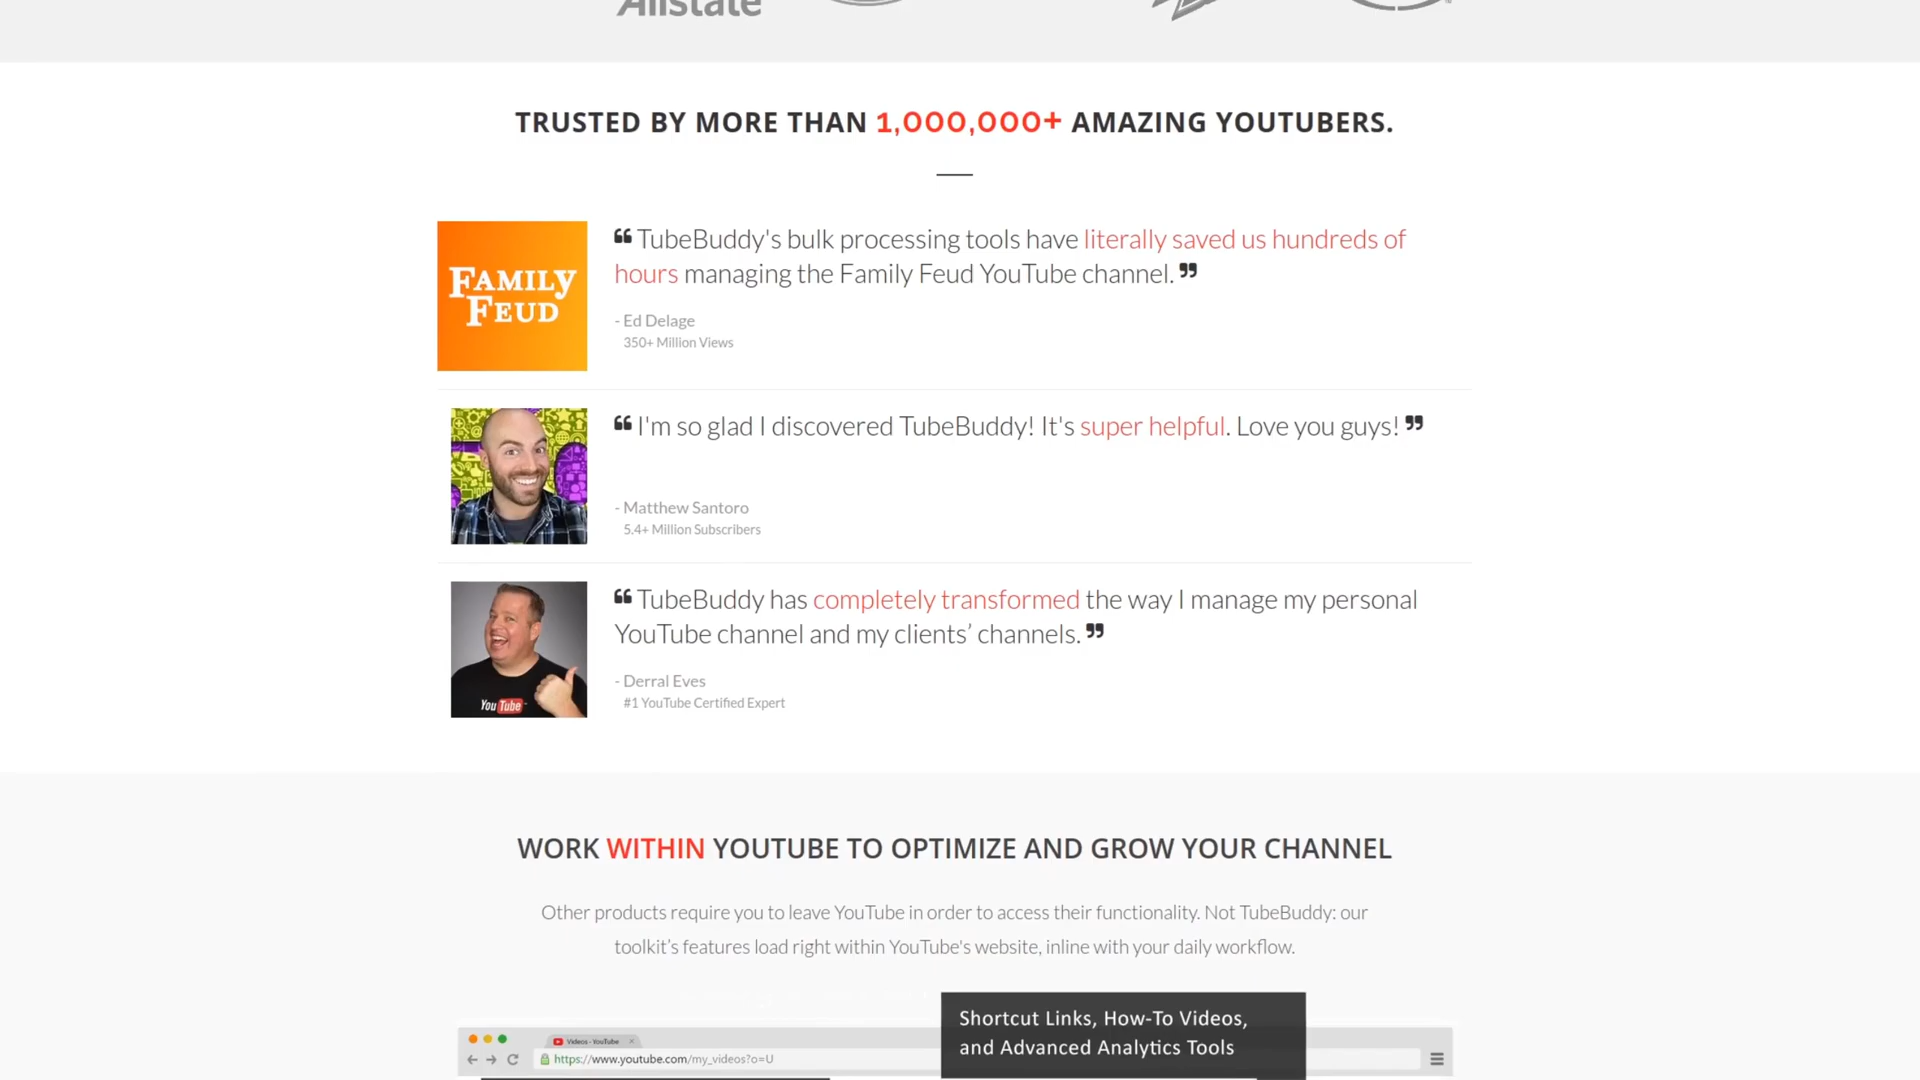 Allstate
TRUSTED BY MORE THAN 1,000,000+ AMAZING YOUTUBERS.
FAMILY
FEUD
❝ TubeBuddy's bulk processing tools have literally saved us hundreds of
hours managing the Family Feud YouTube channel. ❞
- Ed Delage
350+ Million Views
❝ I'm so glad I discovered TubeBuddy! It's super helpful. Love you guys! ❞
- Matthew Santoro
5.4+ Million Subscribers
❝ TubeBuddy has completely transformed the way I manage my personal
YouTube channel and my clients’ channels. ❞
- Derral Eves
#1 YouTube Certified Expert
YouTube
WORK WITHIN YOUTUBE TO OPTIMIZE AND GROW YOUR CHANNEL
Other products require you to leave YouTube in order to access their functionality. Not TubeBuddy: our
toolkit’s features load right within YouTube's website, inline with your daily workflow.
Shortcut Links, How-To Videos,
and Advanced Analytics Tools
Videos - YouTube
https://www.youtube.com/my_videos?o=U